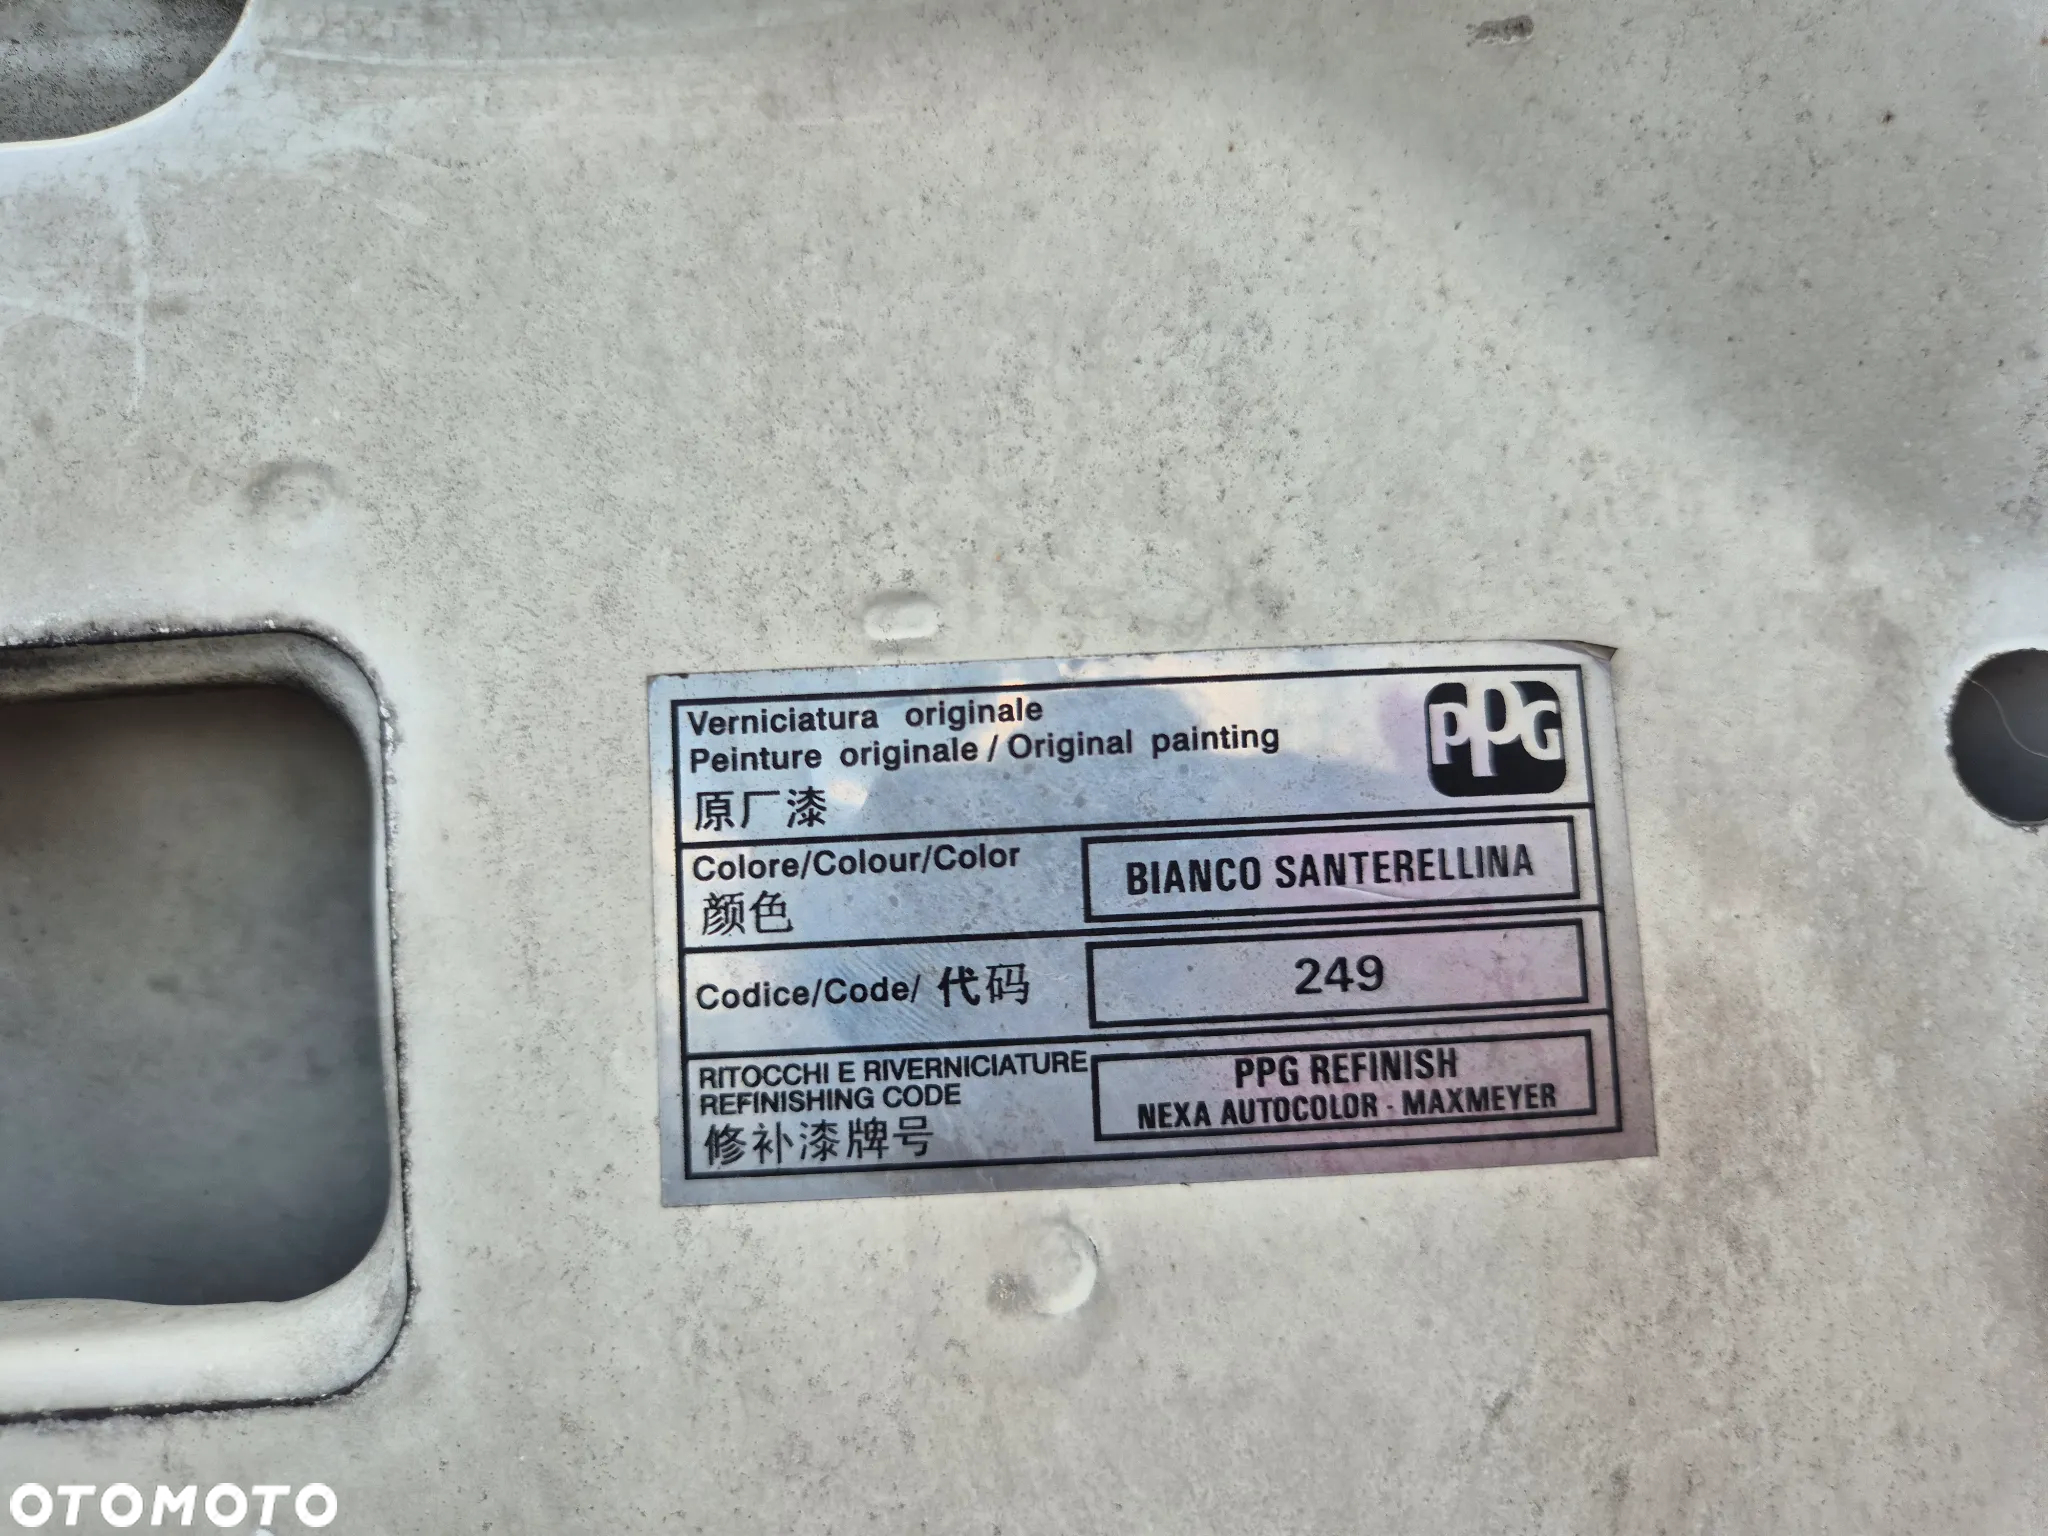 Verniciatura originale
Peinture originale / Original painting
原厂漆
PPG
Colore/Colour/Color
颜色
BIANCO SANTERELLINA
Codice/Code/ 代码
249
RITOCCHI E RIVERNICIATURE
REFINISHING CODE
修补漆牌号
PPG REFINISH
NEXA AUTOCOLOR - MAXMEYER
OTOMOTO